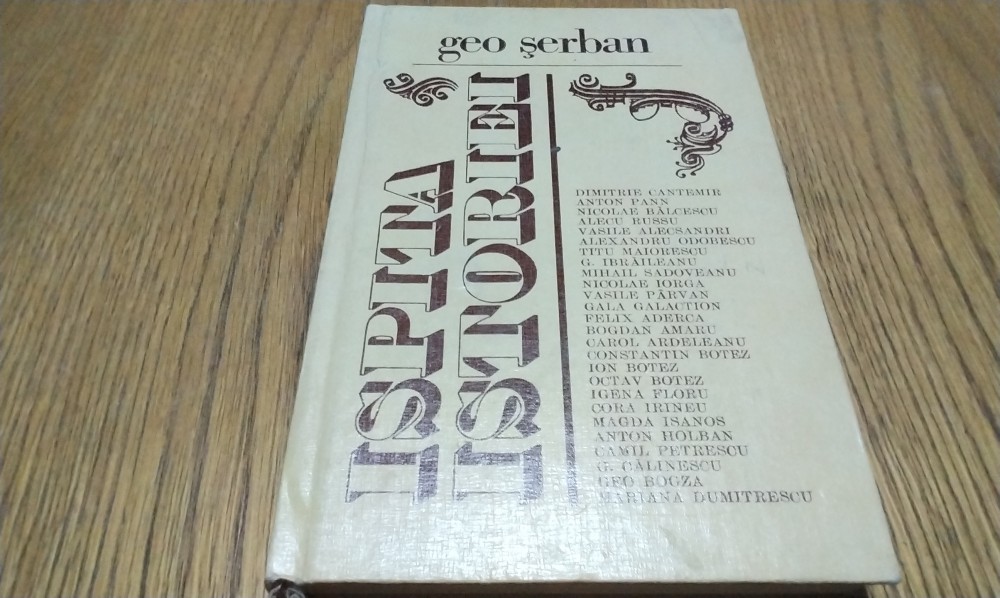 geo șerban
ISPITA
ISTORIEI
DIMITRIE CANTEMIR
ANTON PANN
NICOLAE BĂLCESCU
ALECU RUSSU
VASILE ALECSANDRI
ALEXANDRU ODOBESCU
TITU MAIORESCU
G. IBRĂILEANU
MIHAIL SADOVEANU
NICOLAE IORGA
VASILE PÂRVAN
GALA GALACTION
FELIX ADERCA
BOGDAN AMARU
CAROL ARDELEANU
CONSTANTIN BOTEZ
ION BOTEZ
OCTAV BOTEZ
IGENA FLORU
CORA IRINEU
MAGDA ISANOS
ANTON HOLBAN
CAMIL PETRESCU
G. CĂLINESCU
GEO BOGZA
MARIANA DUMITRESCU